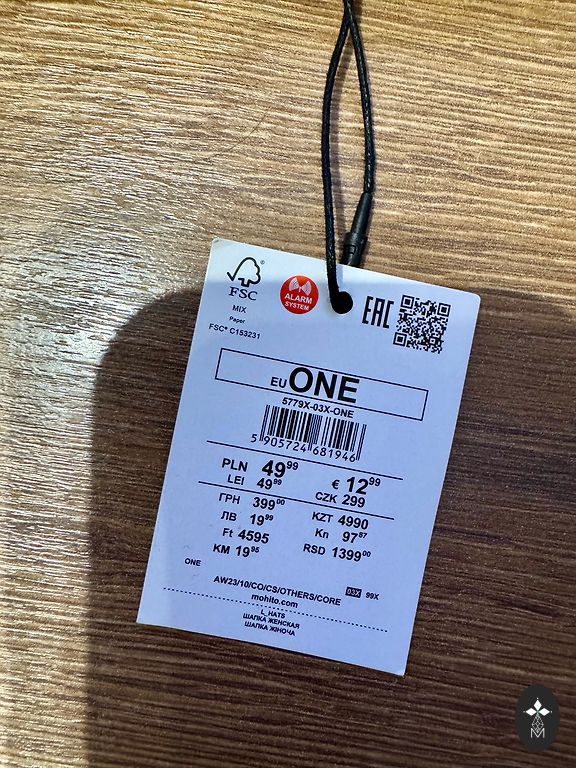 FSC®
MIX
Paper
FSC® C153231
ALARM
SYSTEM
EAC
EU ONE
5779X-03X-ONE
5 905724 681946
PLN 49⁹⁹
€ 12⁹⁹
LEI 49⁹⁹
CZK 299
ГРН 399⁰⁰
KZT 4990
ЛВ 19⁹⁹
Kn 97⁸⁷
Ft 4595
RSD 1399⁰⁰
KM 19⁹⁵
ONE
AW23/10/CO/CS/OTHERS/CORE
03X 99X
mohito.com
L_HATS
ШАПКА ЖЕНСКАЯ
ШАПКА ЖІНОЧА
M